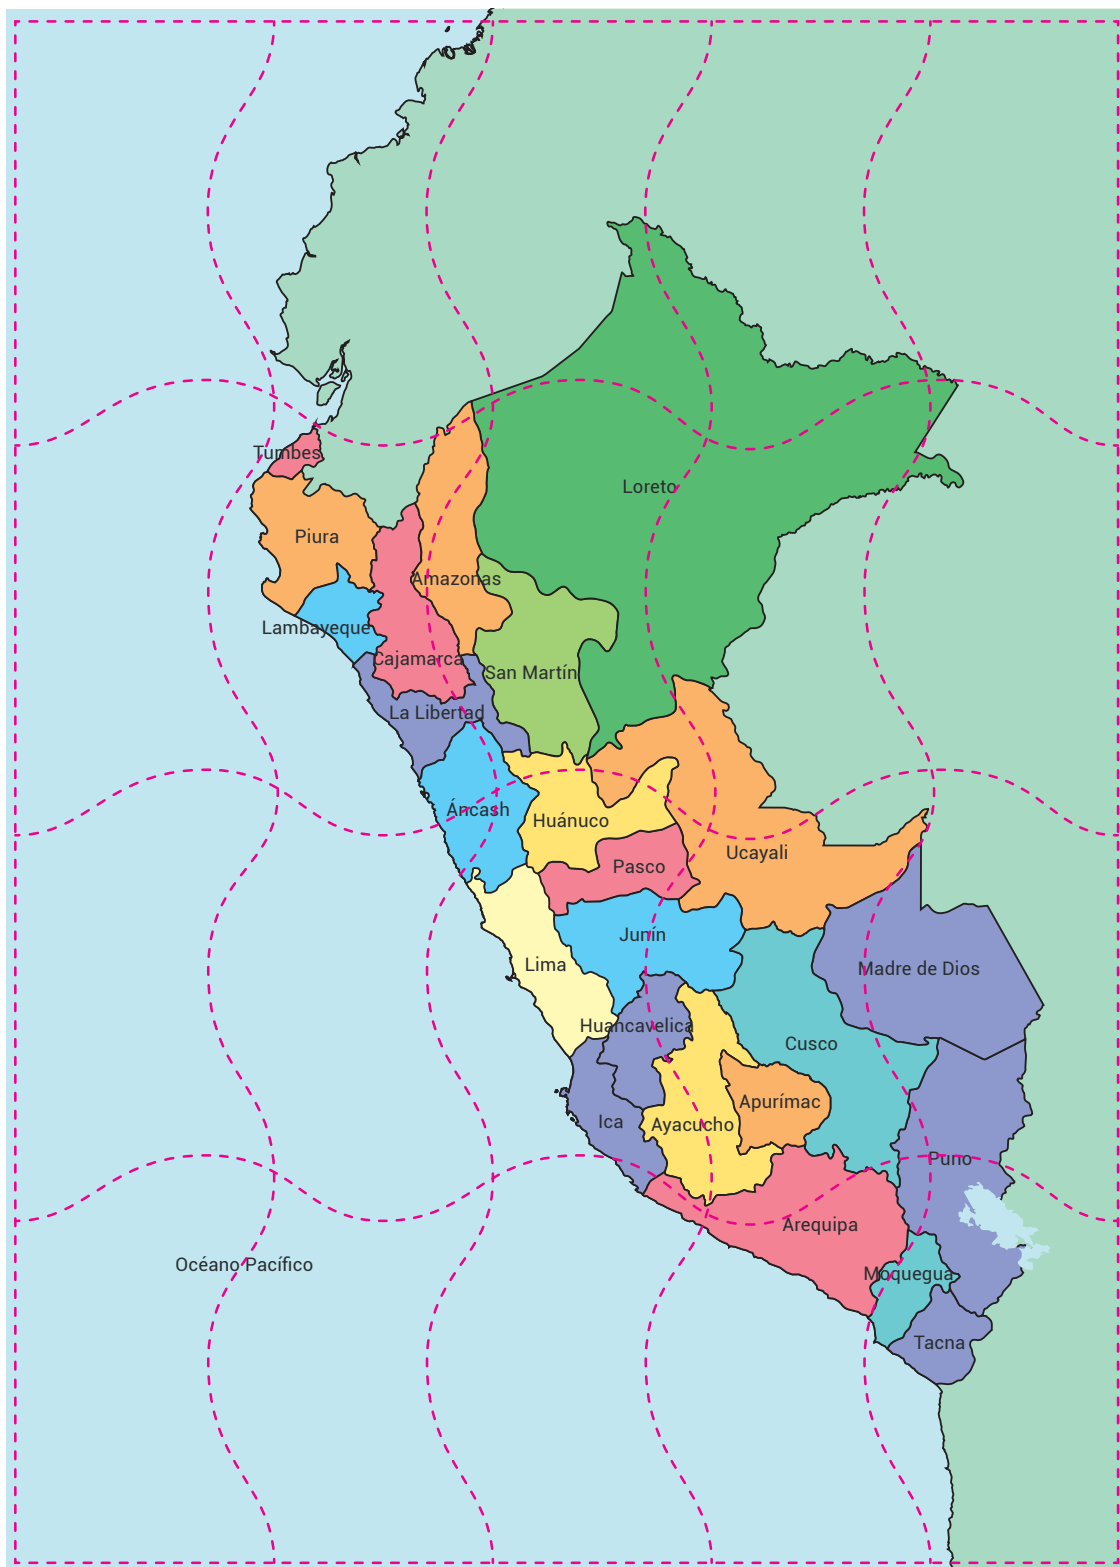 Tumbes
Loreto
Piura
Amazonas
Lambayeque
Cajamarca
San Martín
La Libertad
Áncash
Huánuco
Ucayali
Pasco
Junín
Lima
Madre de Dios
Huancavelica
Cusco
Apurímac
Ica
Ayacucho
Puno
Arequipa
Océano Pacífico
Moquegua
Tacna